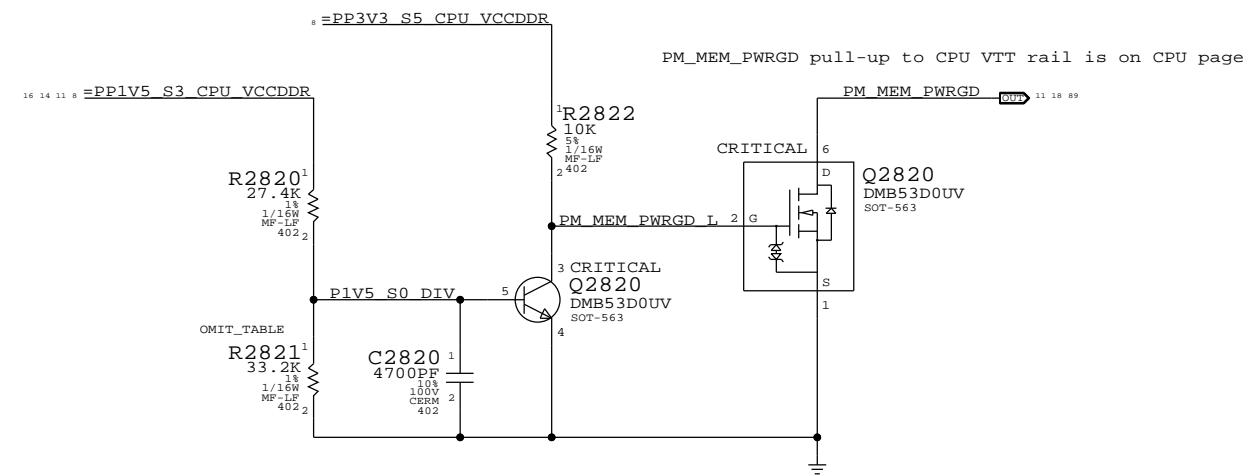 8 =PP3V3_S5_CPU_VCCDDR
PM_MEM_PWRGD pull-up to CPU VTT rail is on CPU page
16 14 11 8 =PP1V5_S3_CPU_VCCDDR
PM_MEM_PWRGD OUT 11 18 89
1 R2822
10K
5%
1/16W
MF-LF
2 402
CRITICAL 6
D
Q2820
DMB53D0UV
SOT-563
R2820 1
27.4K
1%
1/16W
MF-LF
402 2
PM_MEM_PWRGD_L 2 G
S
1
3 CRITICAL
Q2820
DMB53D0UV
SOT-563
4
P1V5_S0_DIV 5
OMIT_TABLE
R2821 1
33.2K
1%
1/16W
MF-LF
402 2
C2820 1
4700PF
10%
100V
CERM 2
402